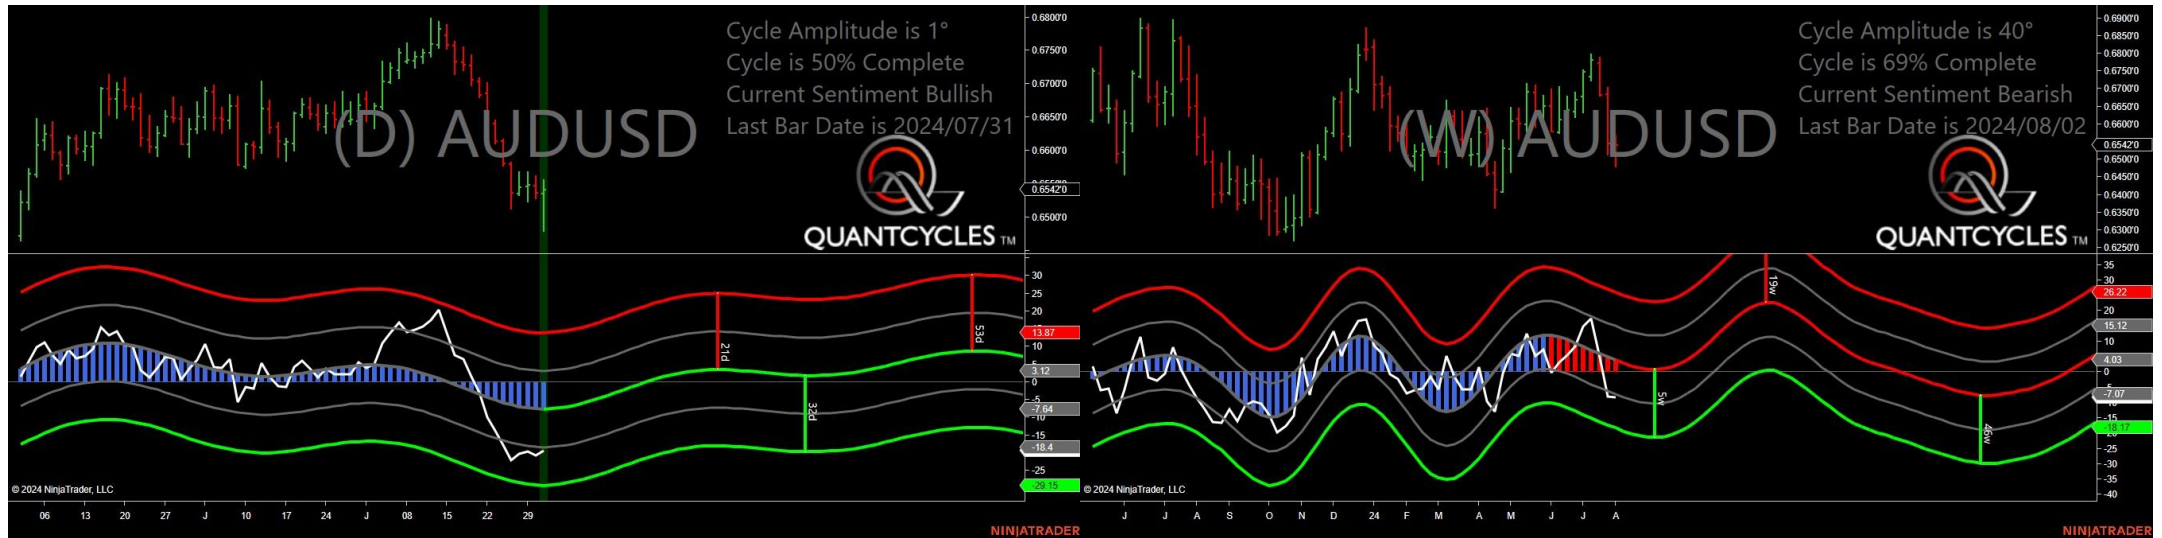 Cycle Amplitude is 1°
Cycle is 50% Complete
Current Sentiment Bullish
Last Bar Date is 2024/07/31
(D) AUDUSD
QUANTCYCLES TM
0.6800'0
0.6750'0
0.6700'0
0.6650'0
0.6600'0
0.6542'0
0.6500'0
30
25
20
13.87
10
5
3.12
0
-5
-7.64
-10
-15
-18.4
-25
-29.15
21d
32d
53d
© 2024 NinjaTrader, LLC
06 13 20 27 J 10 17 24 J 08 15 22 29
NINJATRADER
Cycle Amplitude is 40°
Cycle is 69% Complete
Current Sentiment Bearish
Last Bar Date is 2024/08/02
(W) AUDUSD
QUANTCYCLES TM
0.6900'0
0.6850'0
0.6800'0
0.6750'0
0.6700'0
0.6650'0
0.6600'0
0.6542'0
0.6500'0
0.6450'0
0.6400'0
0.6350'0
0.6300'0
0.6250'0
35
30
26.22
20
15.12
10
4.03
0
-7.07
-15
-18.17
-25
-30
-35
-40
19w
5w
46w
© 2024 NinjaTrader, LLC
J J A S O N D 24 F M A M J J A
NINJATRADER